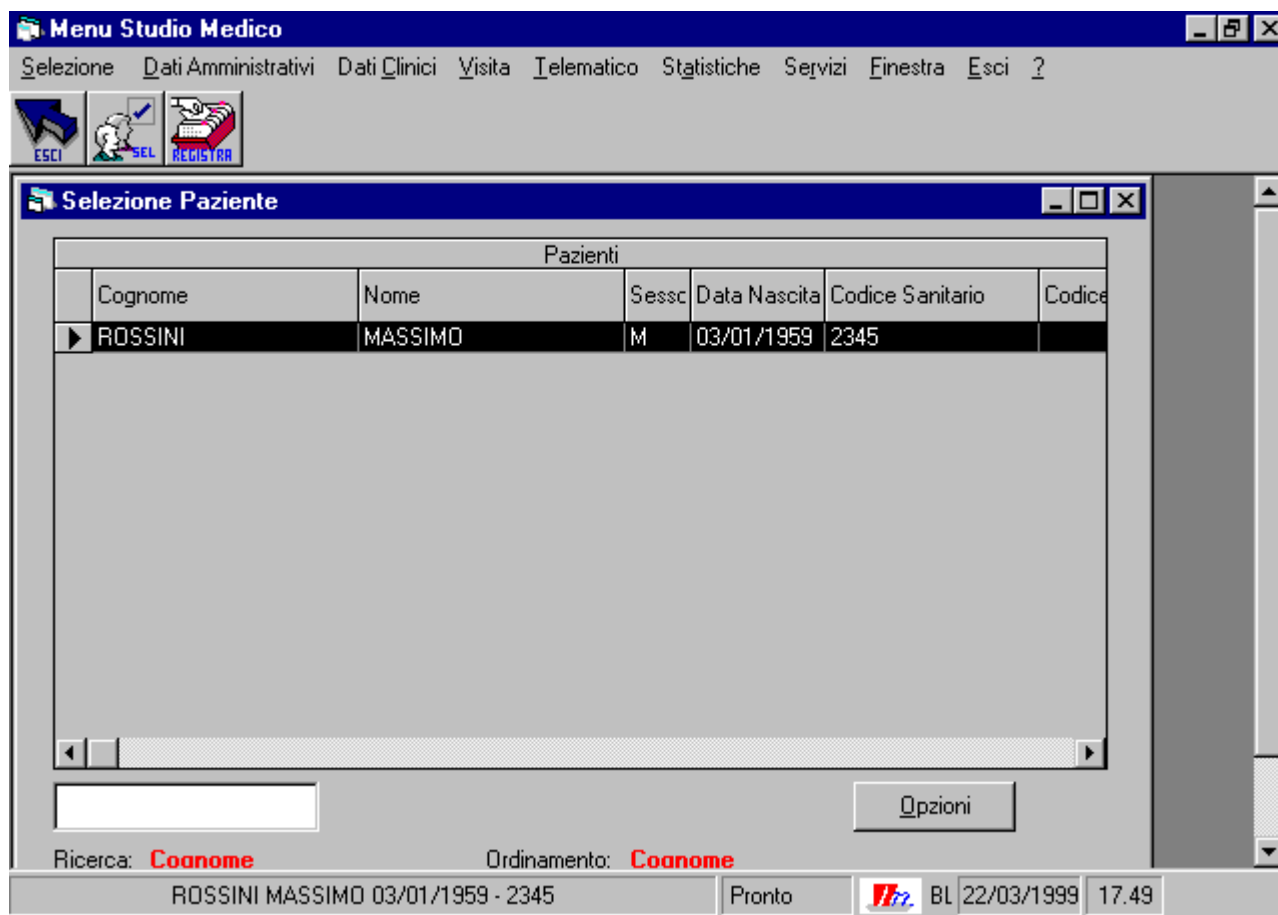 Menu Studio Medico
Selezione Dati Amministrativi Dati Clinici Visita Telematico Statistiche Servizi Finestra Esci ?
ESCI SEL REGISTRA
Selezione Paziente
Pazienti
Cognome Nome Sesso Data Nascita Codice Sanitario Codice
ROSSINI MASSIMO M 03/01/1959 2345
Opzioni
Ricerca: Cognome Ordinamento: Cognome
ROSSINI MASSIMO 03/01/1959 - 2345 Pronto BL 22/03/1999 17.49